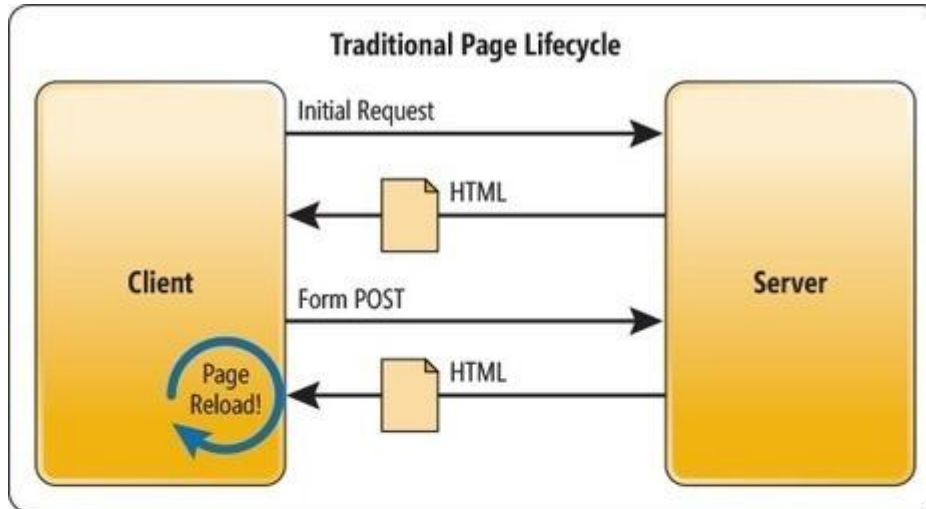 Traditional Page Lifecycle
Initial Request
HTML
Client
Server
Form POST
HTML
Page
Reload!